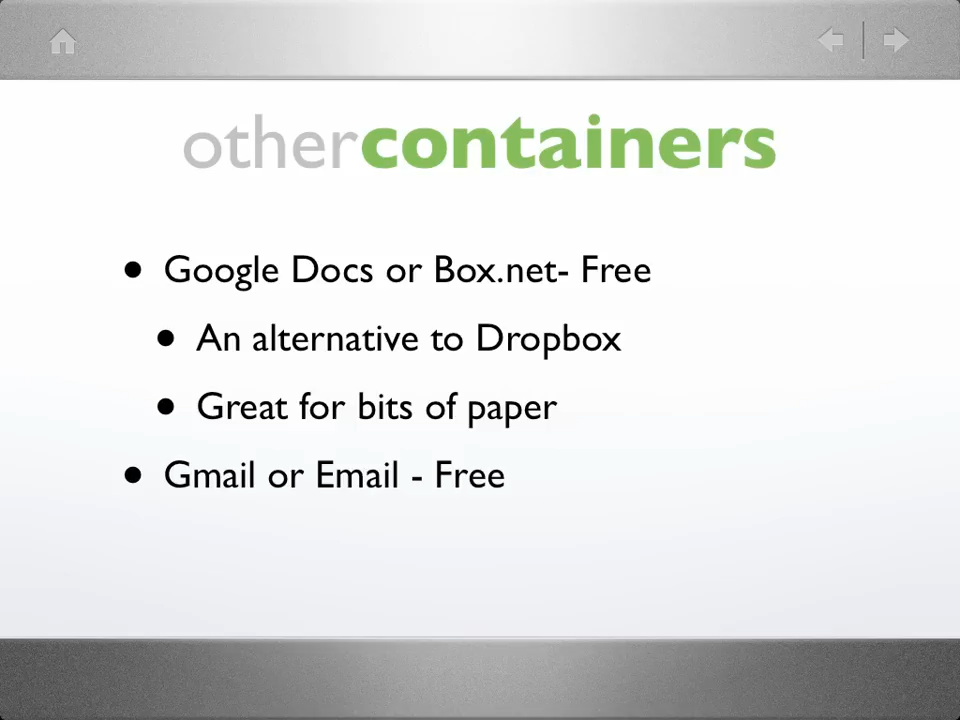 othercontainers
• Google Docs or Box.net- Free
• An alternative to Dropbox
• Great for bits of paper
• Gmail or Email - Free